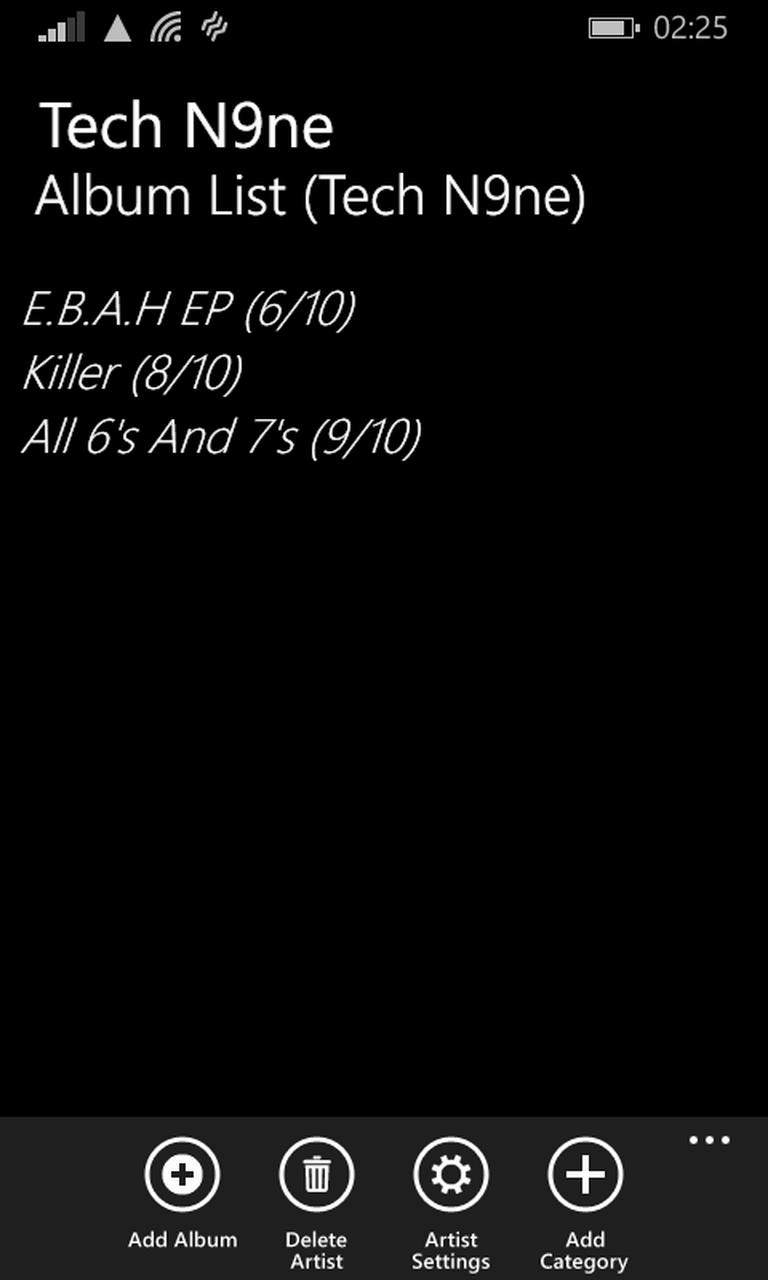 02:25
Tech N9ne
Album List (Tech N9ne)
E.B.A.H EP (6/10)
Killer (8/10)
All 6's And 7's (9/10)
Add Album
Delete
Artist
Artist
Settings
Add
Category